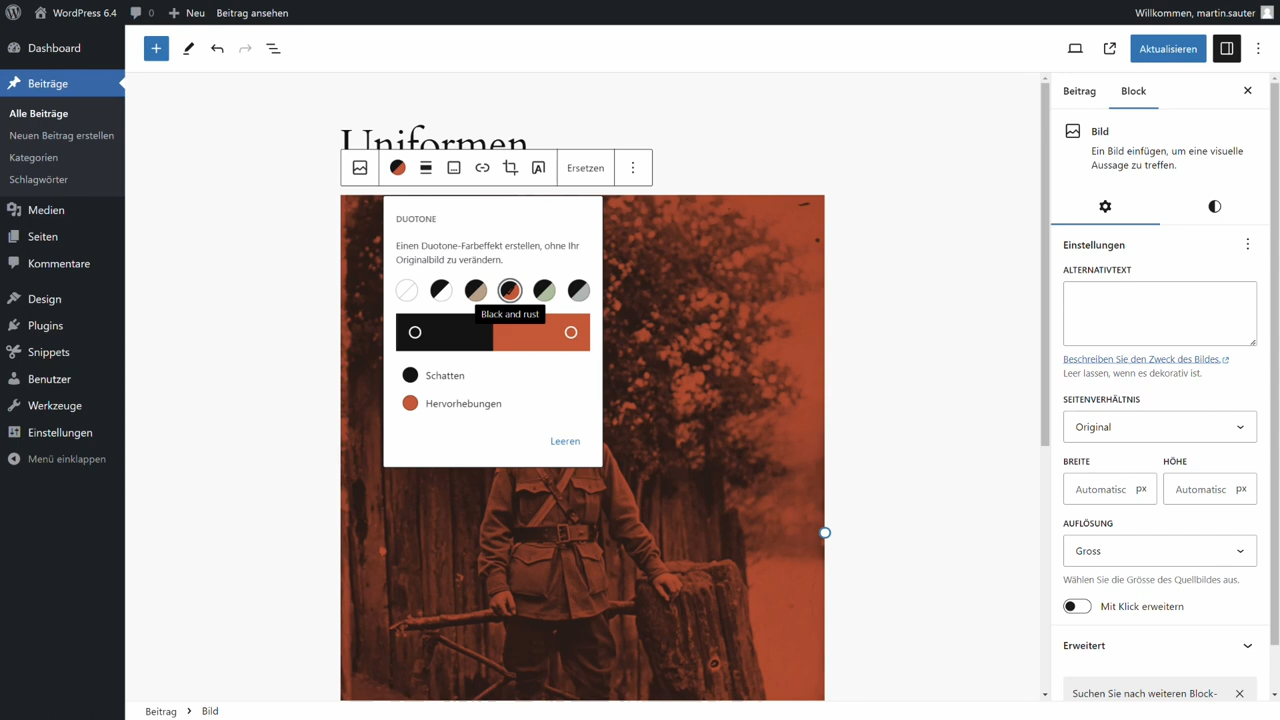 WordPress 6.4
0
Neu
Beitrag ansehen
Willkommen, martin.sauter
Dashboard
Beiträge
Alle Beiträge
Neuen Beitrag erstellen
Kategorien
Schlagwörter
Medien
Seiten
Kommentare
Design
Plugins
Snippets
Benutzer
Werkzeuge
Einstellungen
Menü einklappen
Aktualisieren
Uniformen
Ersetzen
DUOTONE
Einen Duotone-Farbeffekt erstellen, ohne Ihr
Originalbild zu verändern.
Black and rust
Schatten
Hervorhebungen
Leeren
Beitrag
Block
Bild
Ein Bild einfügen, um eine visuelle
Aussage zu treffen.
Einstellungen
ALTERNATIVTEXT
Beschreiben Sie den Zweck des Bildes.
Leer lassen, wenn es dekorativ ist.
SEITENVERHÄLTNIS
Original
BREITE
HÖHE
Automatisc px
Automatisc px
AUFLÖSUNG
Gross
Wählen Sie die Grösse des Quellbildes aus.
Mit Klick erweitern
Erweitert
Suchen Sie nach weiteren Block-
Beitrag
Bild